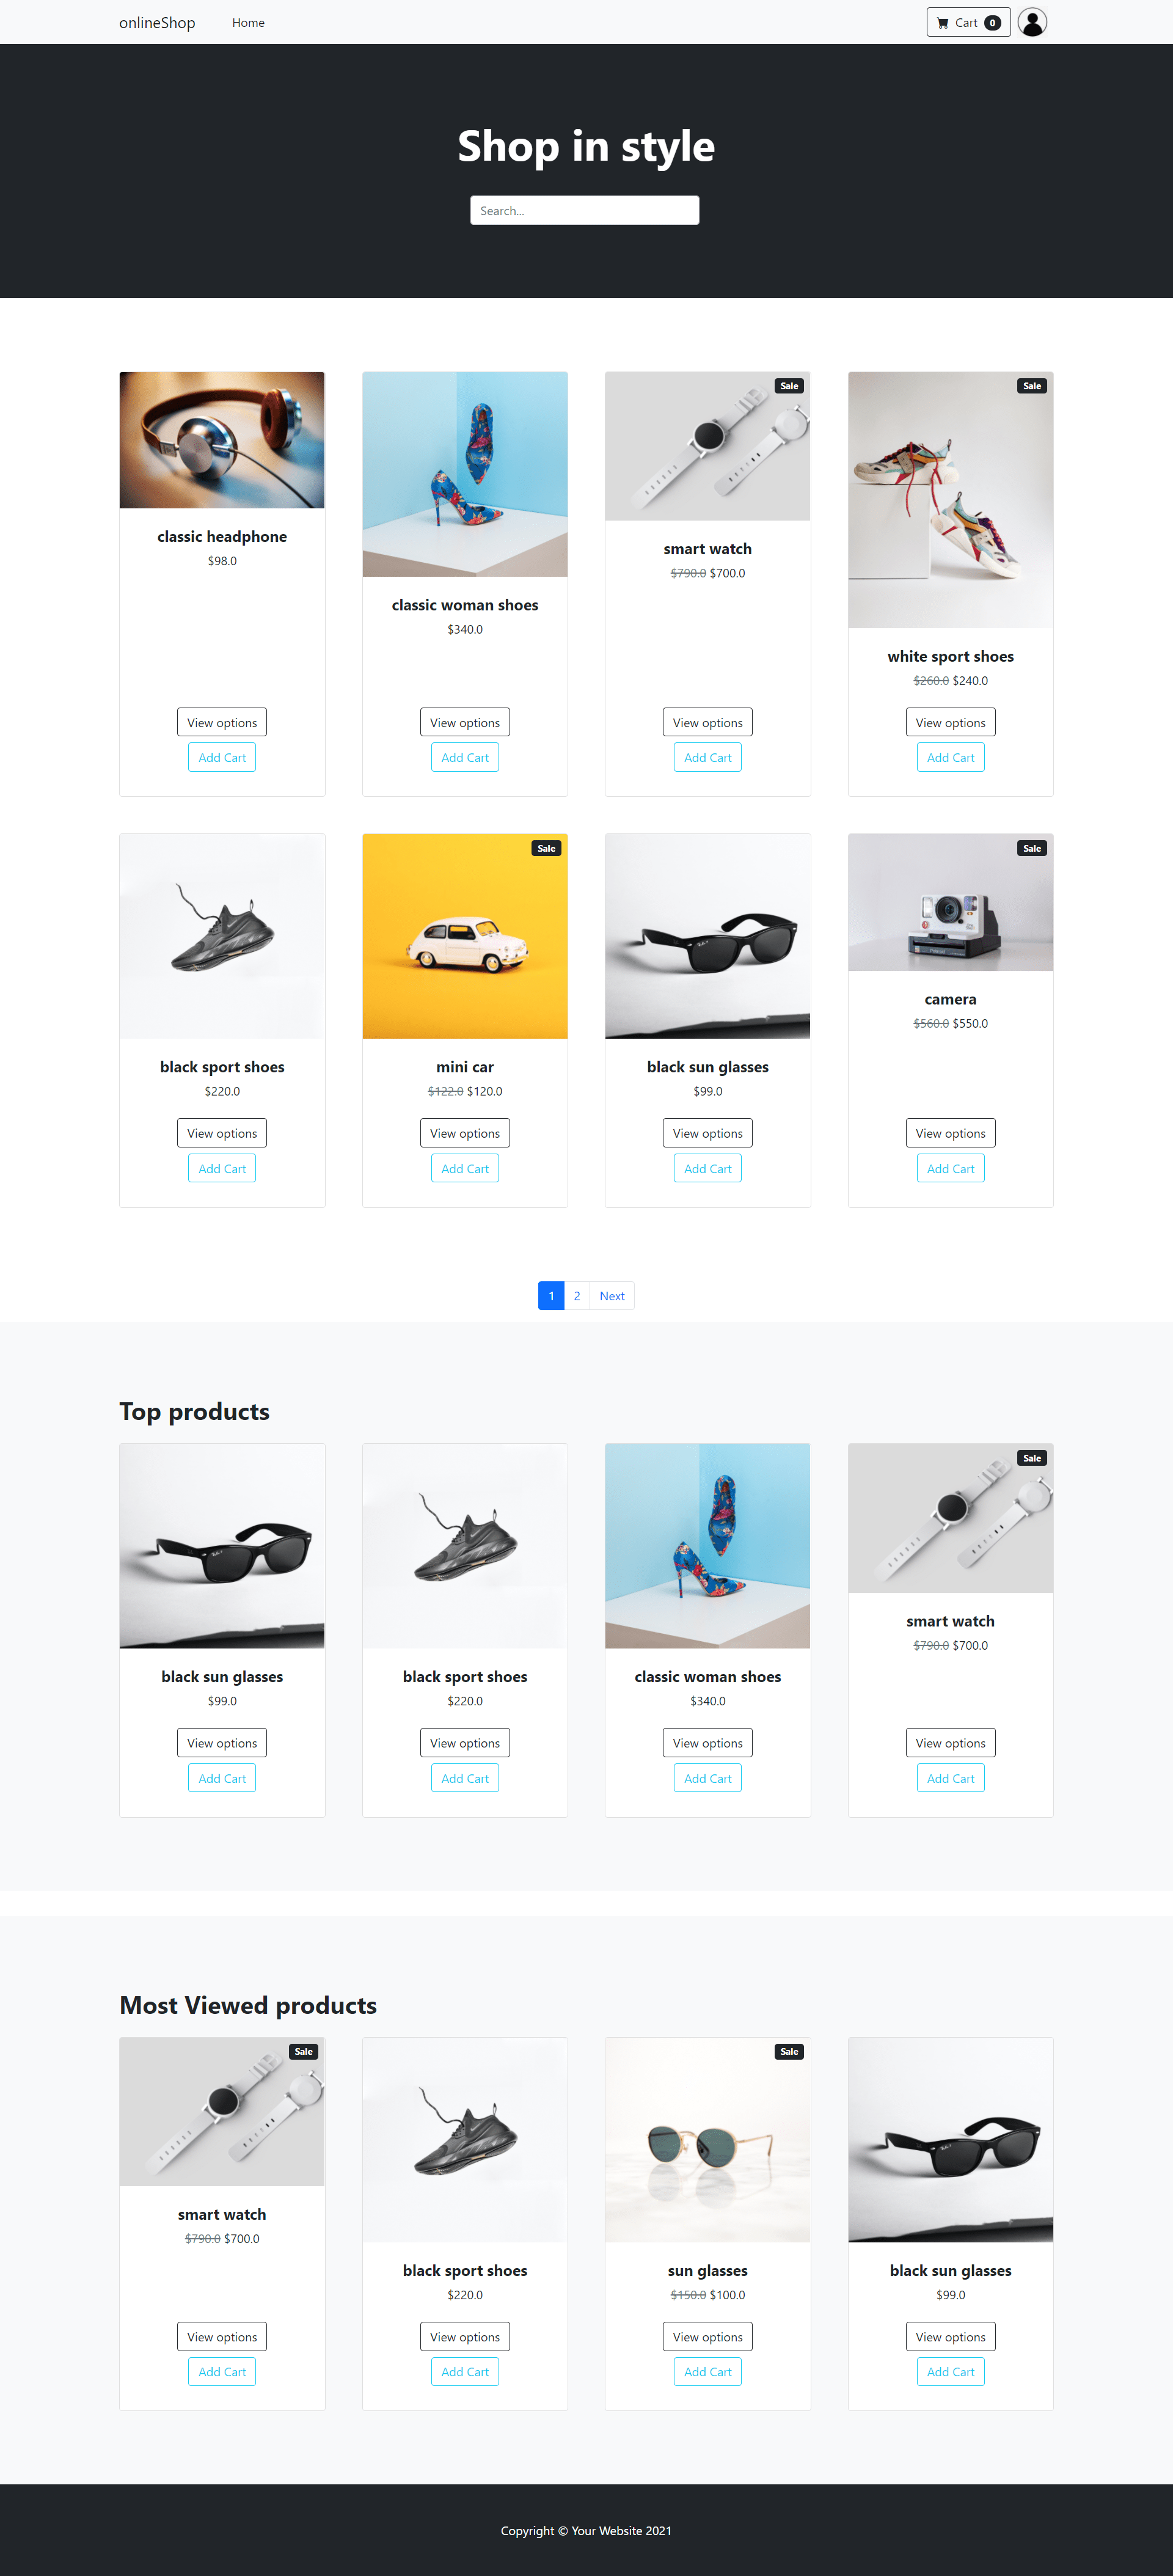 onlineShop Home Cart 0
Shop in style
Search...
Sale
Sale
classic headphone
$98.0
smart watch
$790.0 $700.0
classic woman shoes
$340.0
white sport shoes
$260.0 $240.0
View options View options View options View options
Add Cart Add Cart Add Cart Add Cart
Sale
Sale
camera
$560.0 $550.0
black sport shoes mini car black sun glasses
$220.0 $122.0 $120.0 $99.0
View options View options View options View options
Add Cart Add Cart Add Cart Add Cart
1 2 Next
Top products
Sale
smart watch
$790.0 $700.0
black sun glasses black sport shoes classic woman shoes
$99.0 $220.0 $340.0
View options View options View options View options
Add Cart Add Cart Add Cart Add Cart
Most Viewed products
Sale
Sale
smart watch
$790.0 $700.0
black sport shoes sun glasses black sun glasses
$220.0 $150.0 $100.0 $99.0
View options View options View options View options
Add Cart Add Cart Add Cart Add Cart
Copyright © Your Website 2021